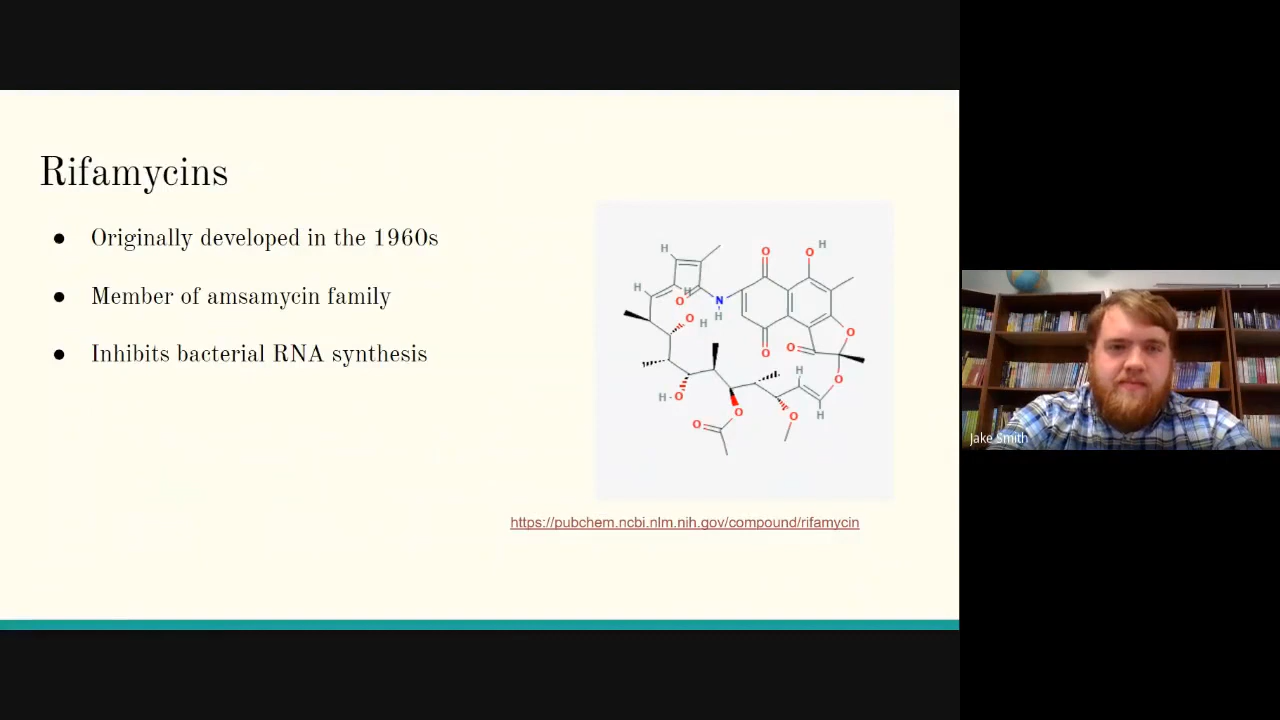 Rifamycins
● Originally developed in the 1960s
● Member of amsamycin family
● Inhibits bacterial RNA synthesis
H
O
O
H
H
H
O
N
H
O
H
O
O
O
O
H
H-O
O
H
O
O
O
H
https://pubchem.ncbi.nlm.nih.gov/compound/rifamycin
Jake Smith